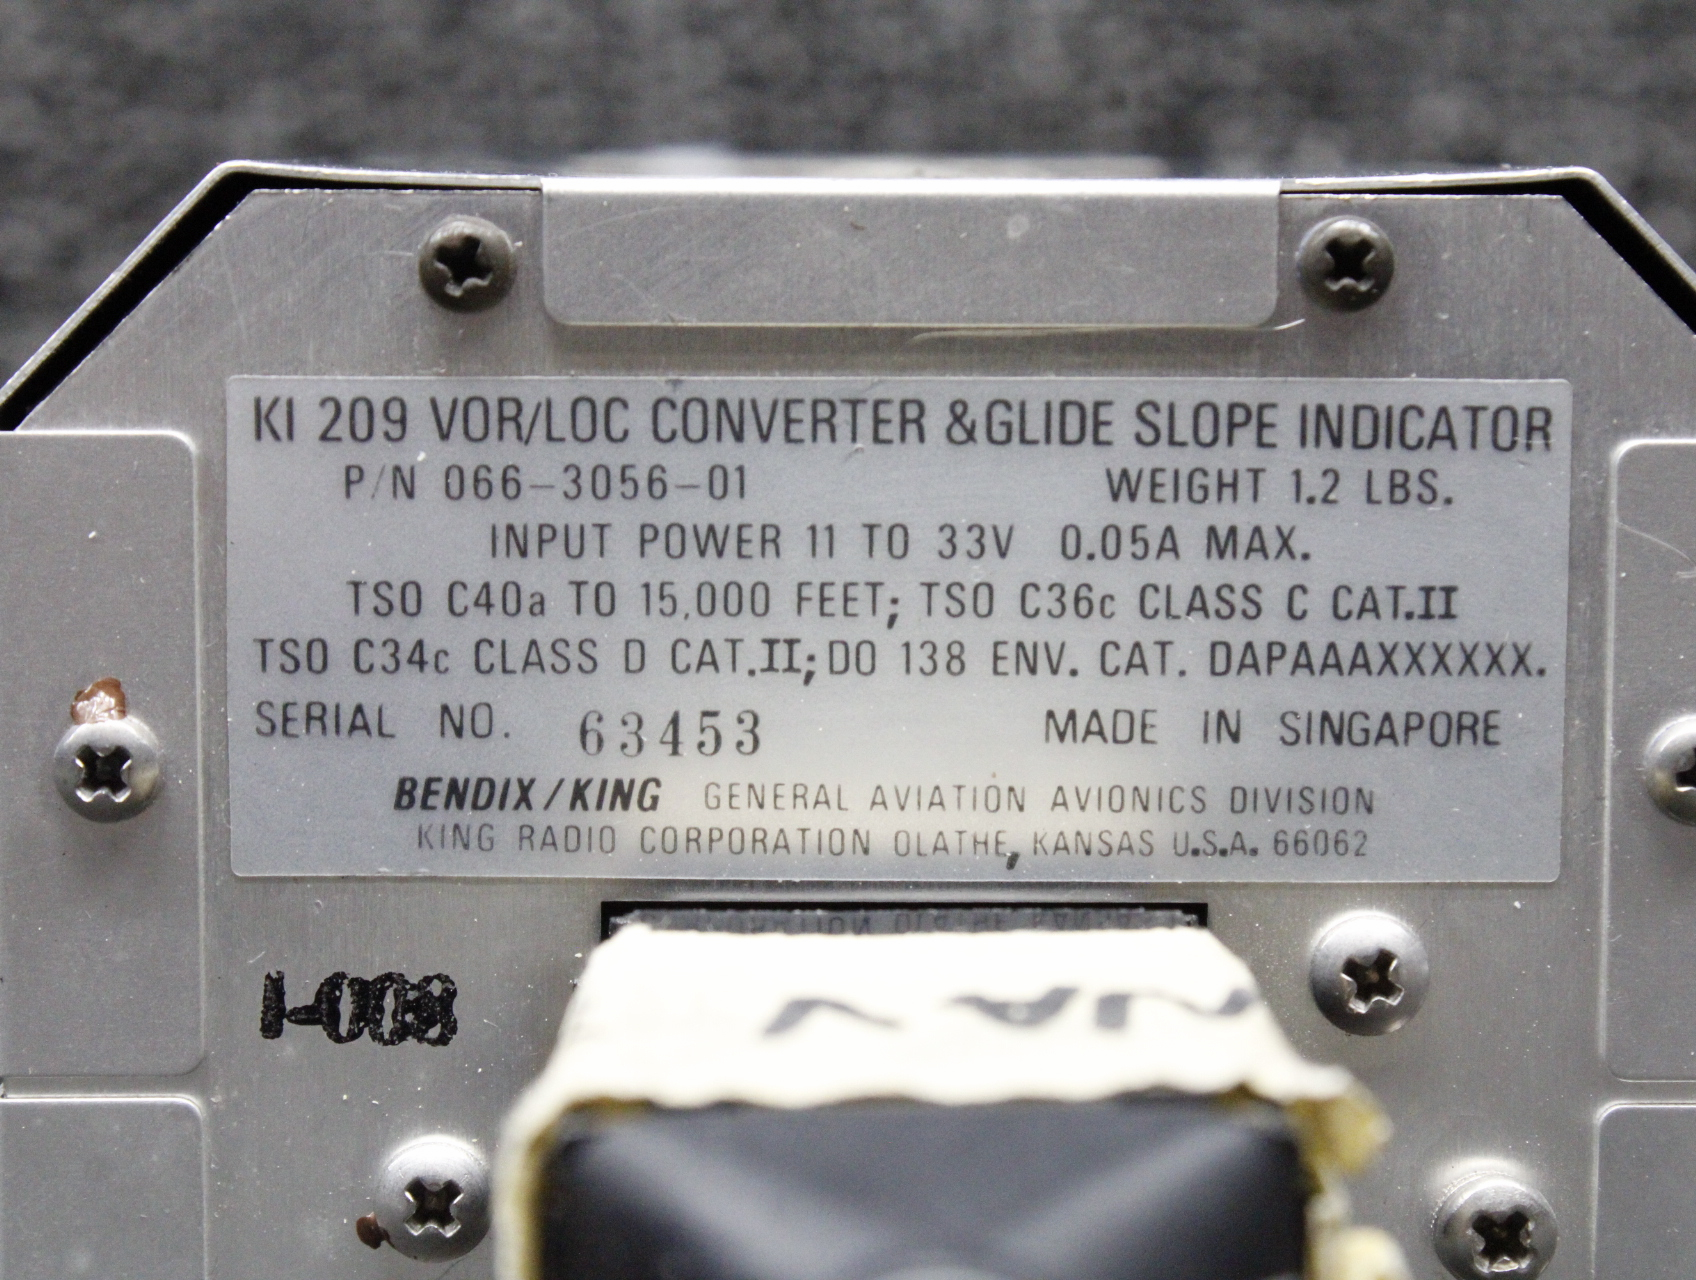 KI 209 VOR/LOC CONVERTER &GLIDE SLOPE INDICATOR
P/N 066-3056-01 WEIGHT 1.2 LBS.
INPUT POWER 11 TO 33V 0.05A MAX.
TSO C40a TO 15,000 FEET; TSO C36c CLASS C CAT.II
TSO C34c CLASS D CAT.II; DO 138 ENV. CAT. DAPAAAXXXXXX.
SERIAL NO. 63453 MADE IN SINGAPORE
BENDIX/KING GENERAL AVIATION AVIONICS DIVISION
KING RADIO CORPORATION OLATHE, KANSAS U.S.A. 66062
1-008
NAV